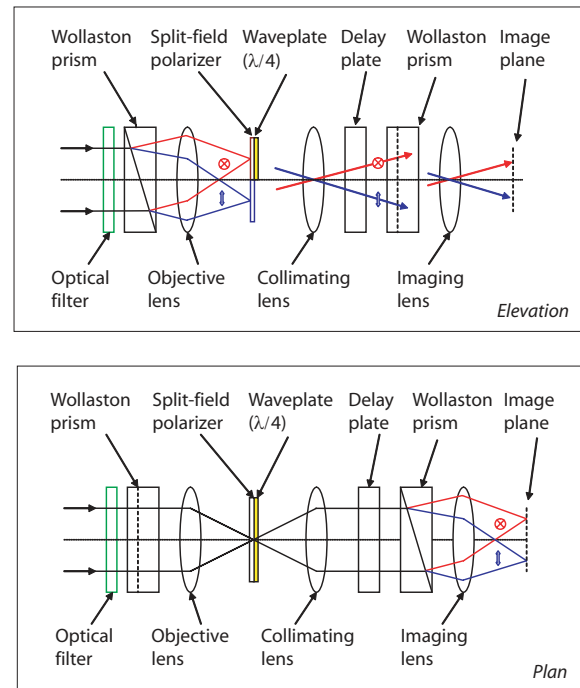 Wollaston
prism
Split-field
polarizer
Waveplate
(λ/4)
Delay
plate
Wollaston
prism
Image
plane
Optical
filter
Objective
lens
Collimating
lens
Imaging
lens
Elevation
Wollaston
prism
Split-field
polarizer
Waveplate
(λ/4)
Delay
plate
Wollaston
prism
Image
plane
Optical
filter
Objective
lens
Collimating
lens
Imaging
lens
Plan